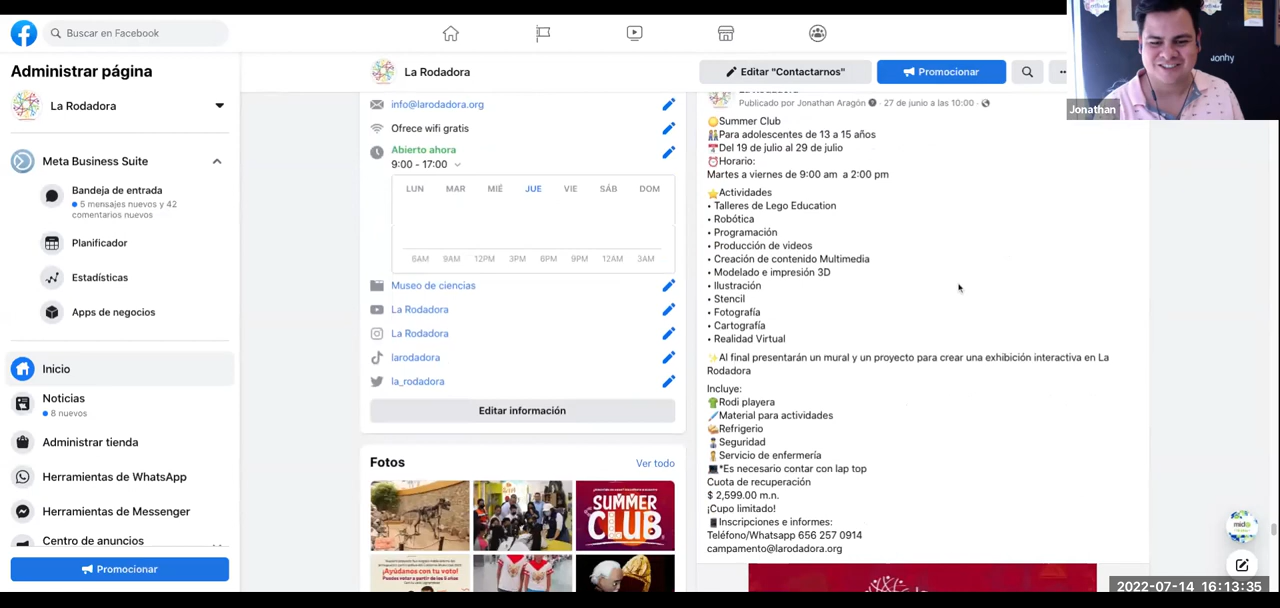 Buscar en Facebook
Administrar página
La Rodadora
Meta Business Suite
Bandeja de entrada
5 mensajes nuevos y 42
comentarios nuevos
Planificador
Estadísticas
Apps de negocios
Inicio
Noticias
8 nuevos
Administrar tienda
Herramientas de WhatsApp
Herramientas de Messenger
Centro de anuncios
Promocionar
La Rodadora
Editar "Contactarnos"
Promocionar
info@larodadora.org
Ofrece wifi gratis
Abierto ahora
9:00 - 17:00
LUN MAR MIÉ JUE VIE SÁB DOM
6AM 9AM 12PM 3PM 6PM 9PM 12AM 3AM
Museo de ciencias
La Rodadora
La Rodadora
larodadora
la_rodadora
Editar información
Fotos
Ver todo
SUMMER
CLUB
¡Ayúdanos con tu voto!
La Rodadora
Publicado por Jonathan Aragón · 27 de junio a las 10:00 ·
Summer Club
Para adolescentes de 13 a 15 años
Del 19 de julio al 29 de julio
Horario:
Martes a viernes de 9:00 am a 2:00 pm
Actividades
• Talleres de Lego Education
• Robótica
• Programación
• Producción de videos
• Creación de contenido Multimedia
• Modelado e impresión 3D
• Ilustración
• Stencil
• Fotografía
• Cartografía
• Realidad Virtual
Al final presentarán un mural y un proyecto para crear una exhibición interactiva en La
Rodadora
Incluye:
Rodi playera
Material para actividades
Refrigerio
Seguridad
Servicio de enfermería
*Es necesario contar con lap top
Cuota de recuperación
$ 2,599.00 m.n.
¡Cupo limitado!
Inscripciones e informes:
Teléfono/Whatsapp 656 257 0914
campamento@larodadora.org
Jonhy
Jonathan
mida
2022-07-14 16:13:35